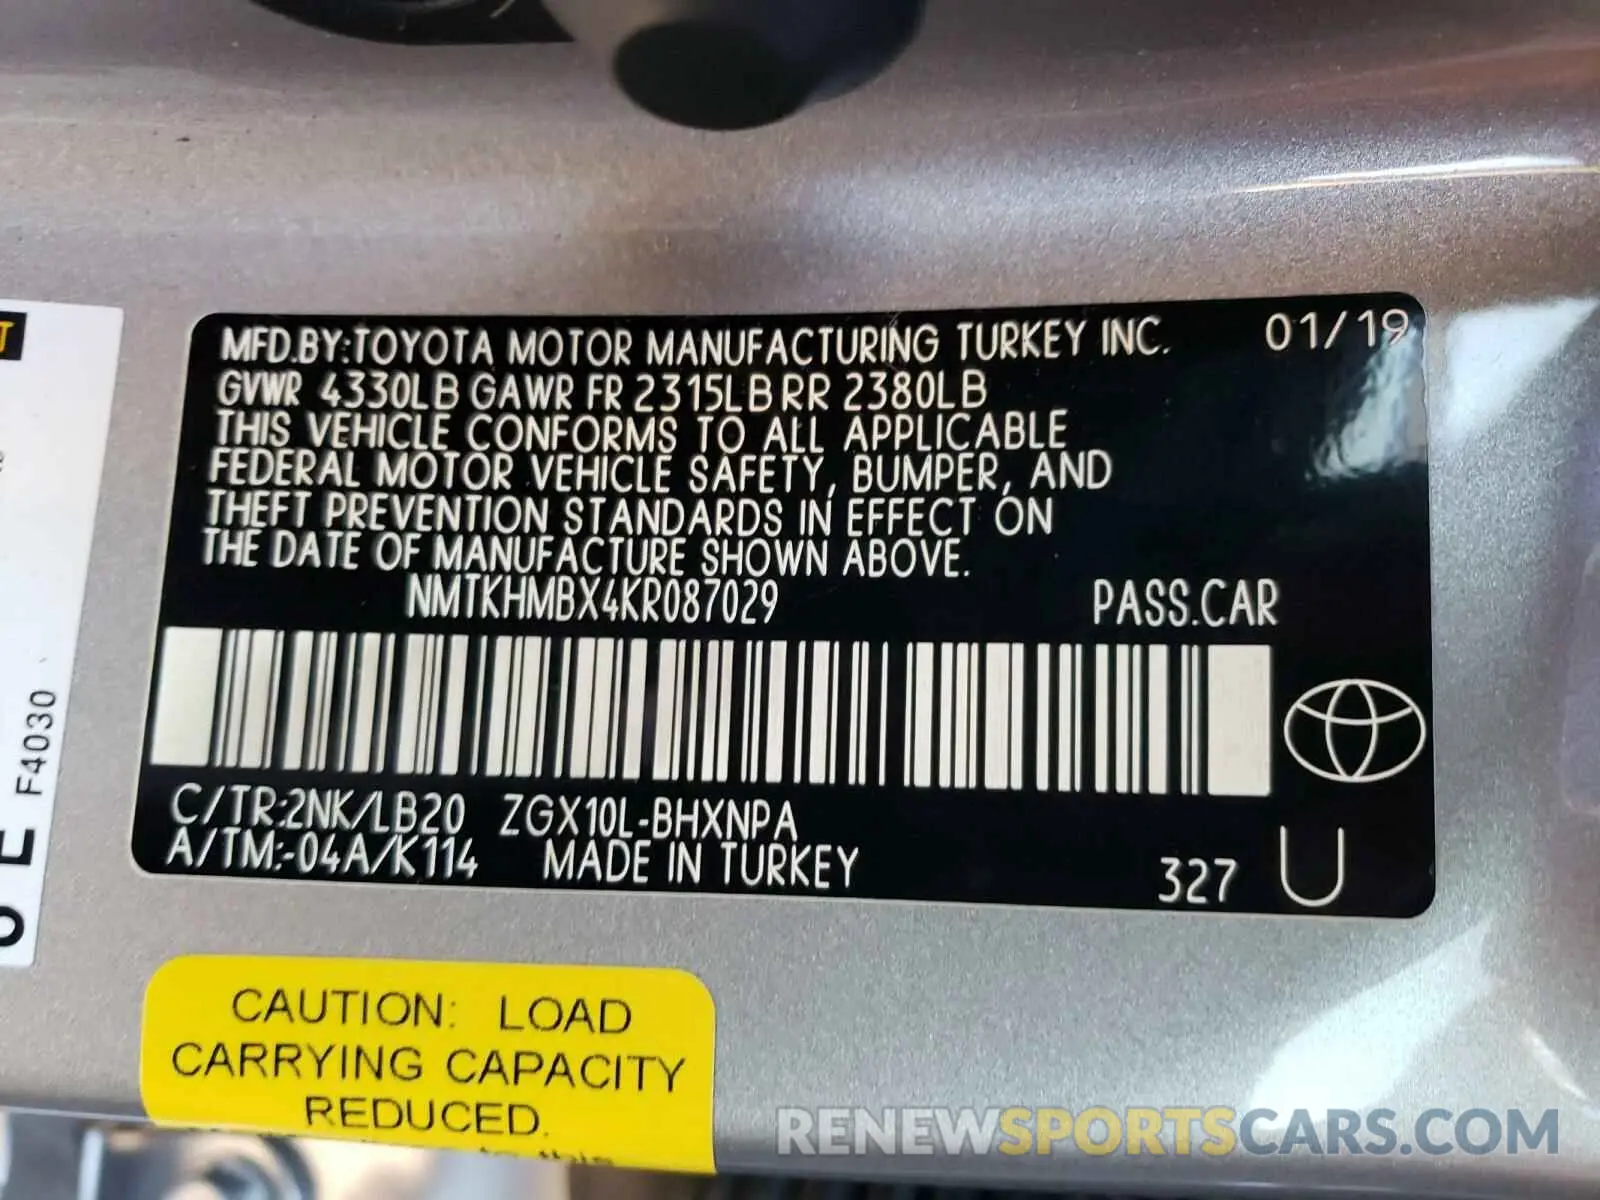 MFD.BY:TOYOTA MOTOR MANUFACTURING TURKEY INC. 01/19
GVWR 4330LB GAWR FR 2315LB RR 2380LB
THIS VEHICLE CONFORMS TO ALL APPLICABLE
FEDERAL MOTOR VEHICLE SAFETY, BUMPER, AND
THEFT PREVENTION STANDARDS IN EFFECT ON
THE DATE OF MANUFACTURE SHOWN ABOVE.
NMTKHMBX4KR087029 PASS.CAR
C/TR:2NK/LB20 ZGX10L-BHXNPA
A/TM:-04A/K114 MADE IN TURKEY 327 U
F4030
CAUTION: LOAD
CARRYING CAPACITY
REDUCED.
to this
RENEWSPORTSCARS.COM